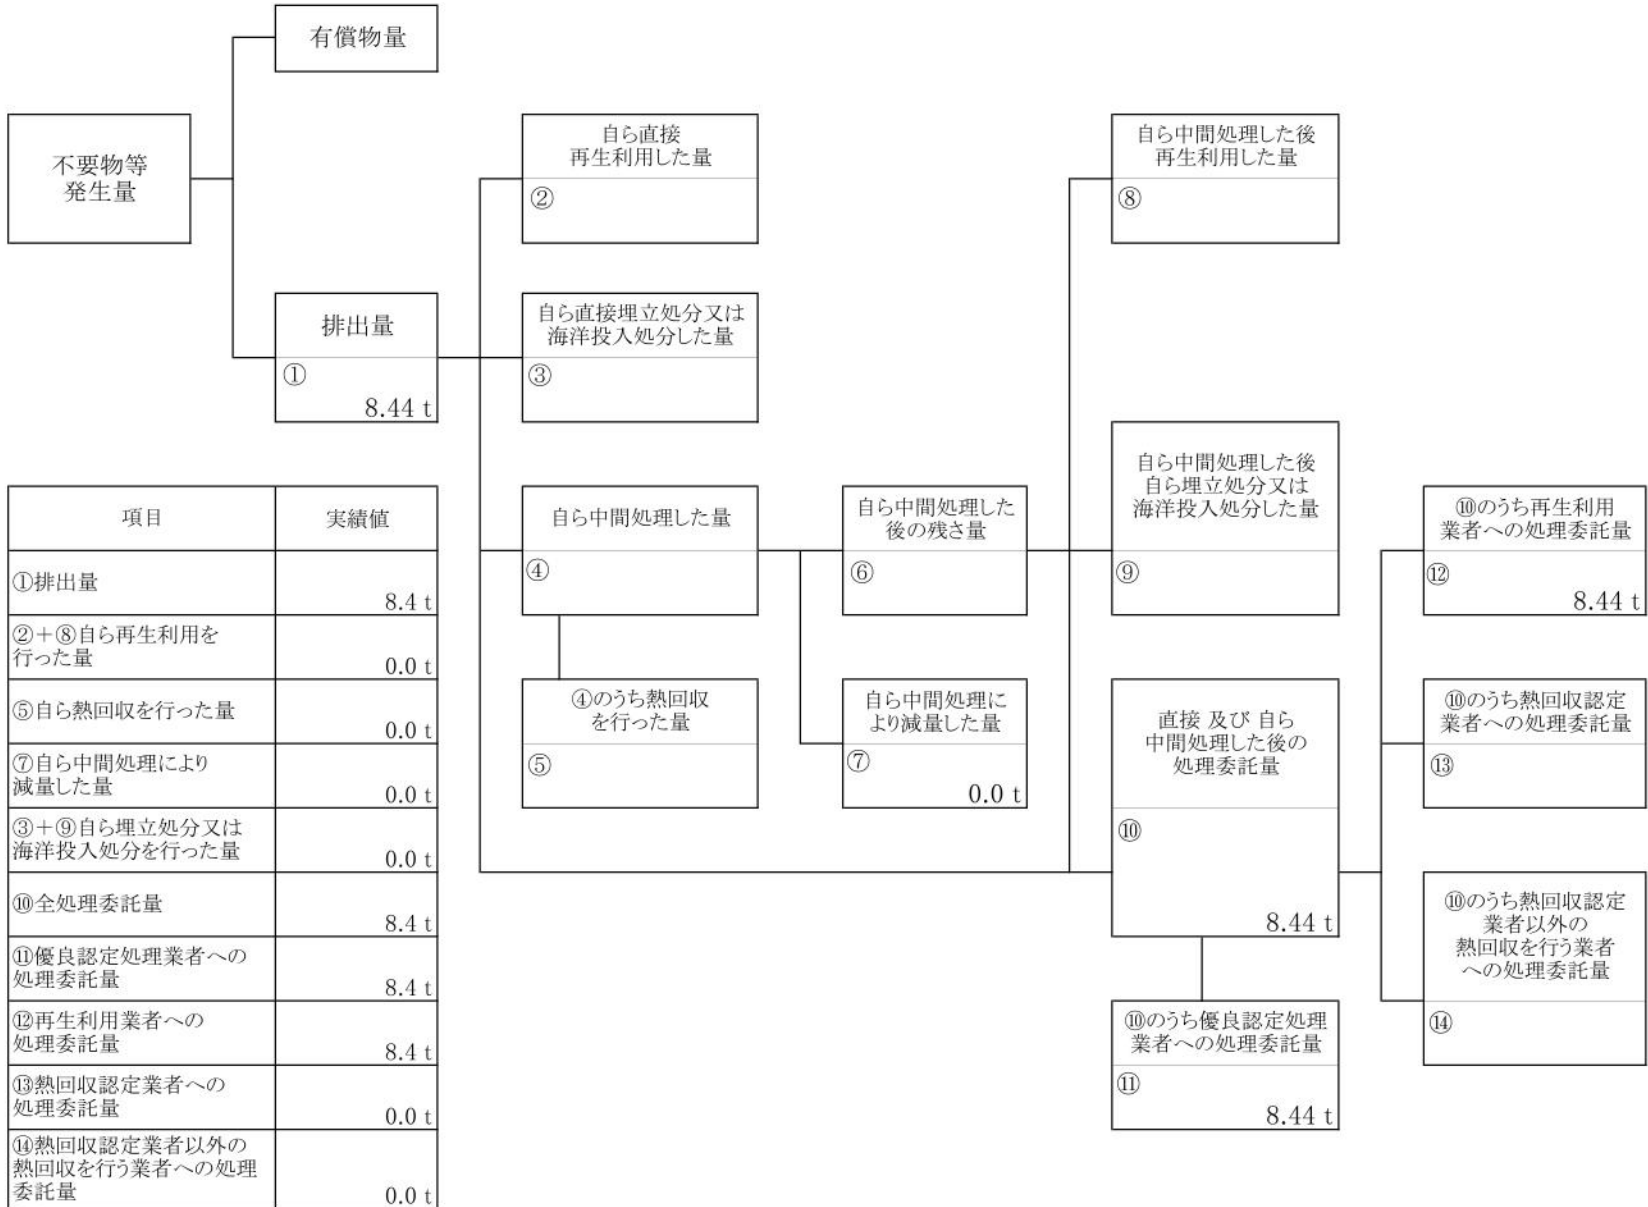 有償物量
不要物等
発生量
自ら直接
再生利用した量
②
自ら中間処理した後
再生利用した量
⑧
排出量
①
8.44 t
自ら直接埋立処分又は
海洋投入処分した量
③
自ら中間処理した量
④
自ら中間処理した
後の残さ量
⑥
自ら中間処理した後
自ら埋立処分又は
海洋投入処分した量
⑨
⑩のうち再生利用
業者への処理委託量
⑫
8.44 t
④のうち熱回収
を行った量
⑤
自ら中間処理に
より減量した量
⑦
0.0 t
直接 及び 自ら
中間処理した後の
処理委託量
⑩
8.44 t
⑩のうち熱回収認定
業者への処理委託量
⑬
⑩のうち熱回収認定
業者以外の
熱回収を行う業者
への処理委託量
⑭
⑩のうち優良認定処理
業者への処理委託量
⑪
8.44 t
項目 実績値
①排出量
8.4 t
②+⑧自ら再生利用を
行った量
0.0 t
⑤自ら熱回収を行った量
0.0 t
⑦自ら中間処理により
減量した量
0.0 t
③+⑨自ら埋立処分又は
海洋投入処分を行った量
0.0 t
⑩全処理委託量
8.4 t
⑪優良認定処理業者への
処理委託量
8.4 t
⑫再生利用業者への
処理委託量
8.4 t
⑬熱回収認定業者への
処理委託量
0.0 t
⑭熱回収認定業者以外の
熱回収を行う業者への処理
委託量
0.0 t